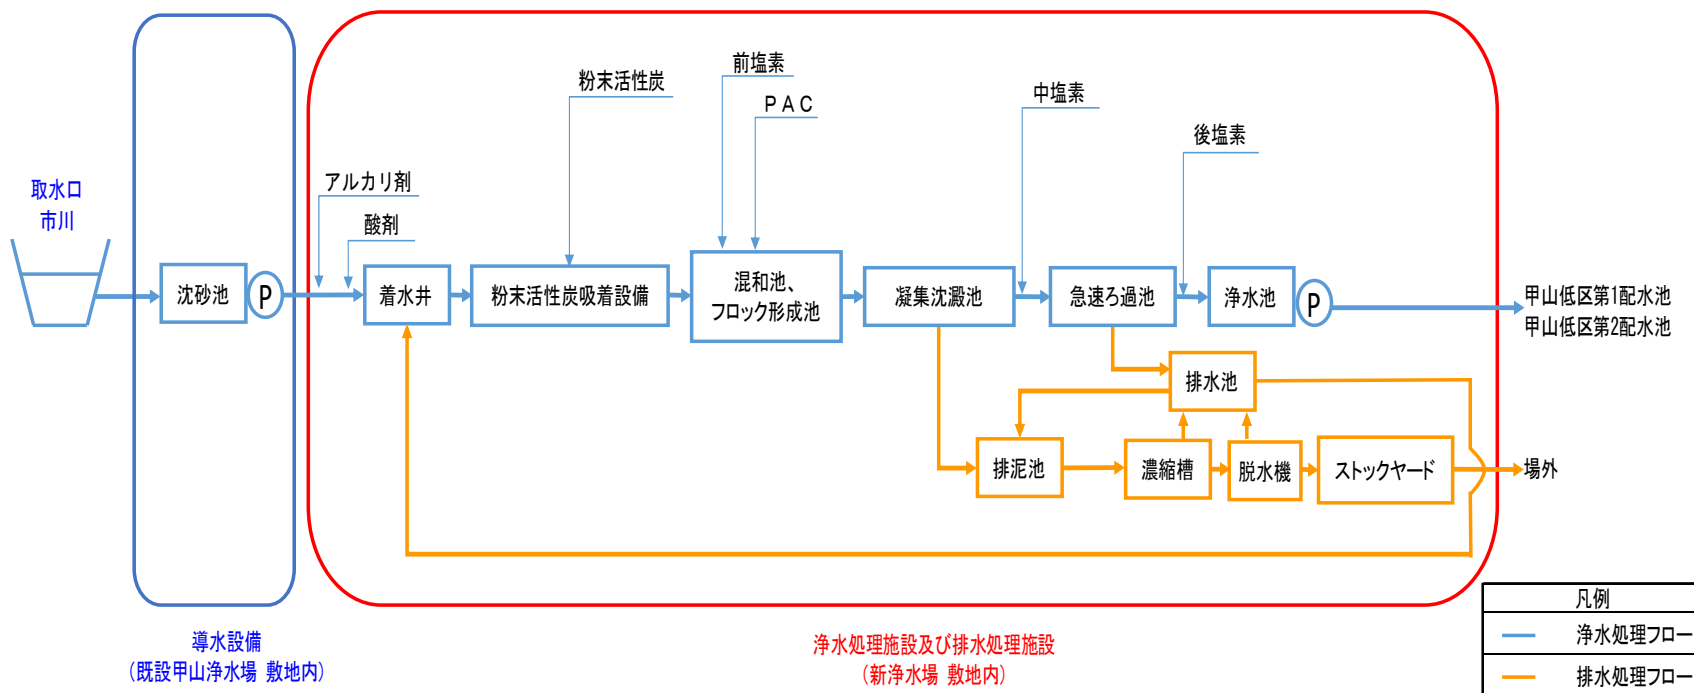 取水口
市川
沈砂池
P
アルカリ剤
酸剤
着水井
粉末活性炭
粉末活性炭吸着設備
前塩素
PAC
混和池、
フロック形成池
凝集沈澱池
中塩素
急速ろ過池
後塩素
浄水池
P
甲山低区第1配水池
甲山低区第2配水池
排水池
排泥池
濃縮槽
脱水機
ストックヤード
場外
導水設備
(既設甲山浄水場 敷地内)
浄水処理施設及び排水処理施設
(新浄水場 敷地内)
凡例
浄水処理フロー
排水処理フロー